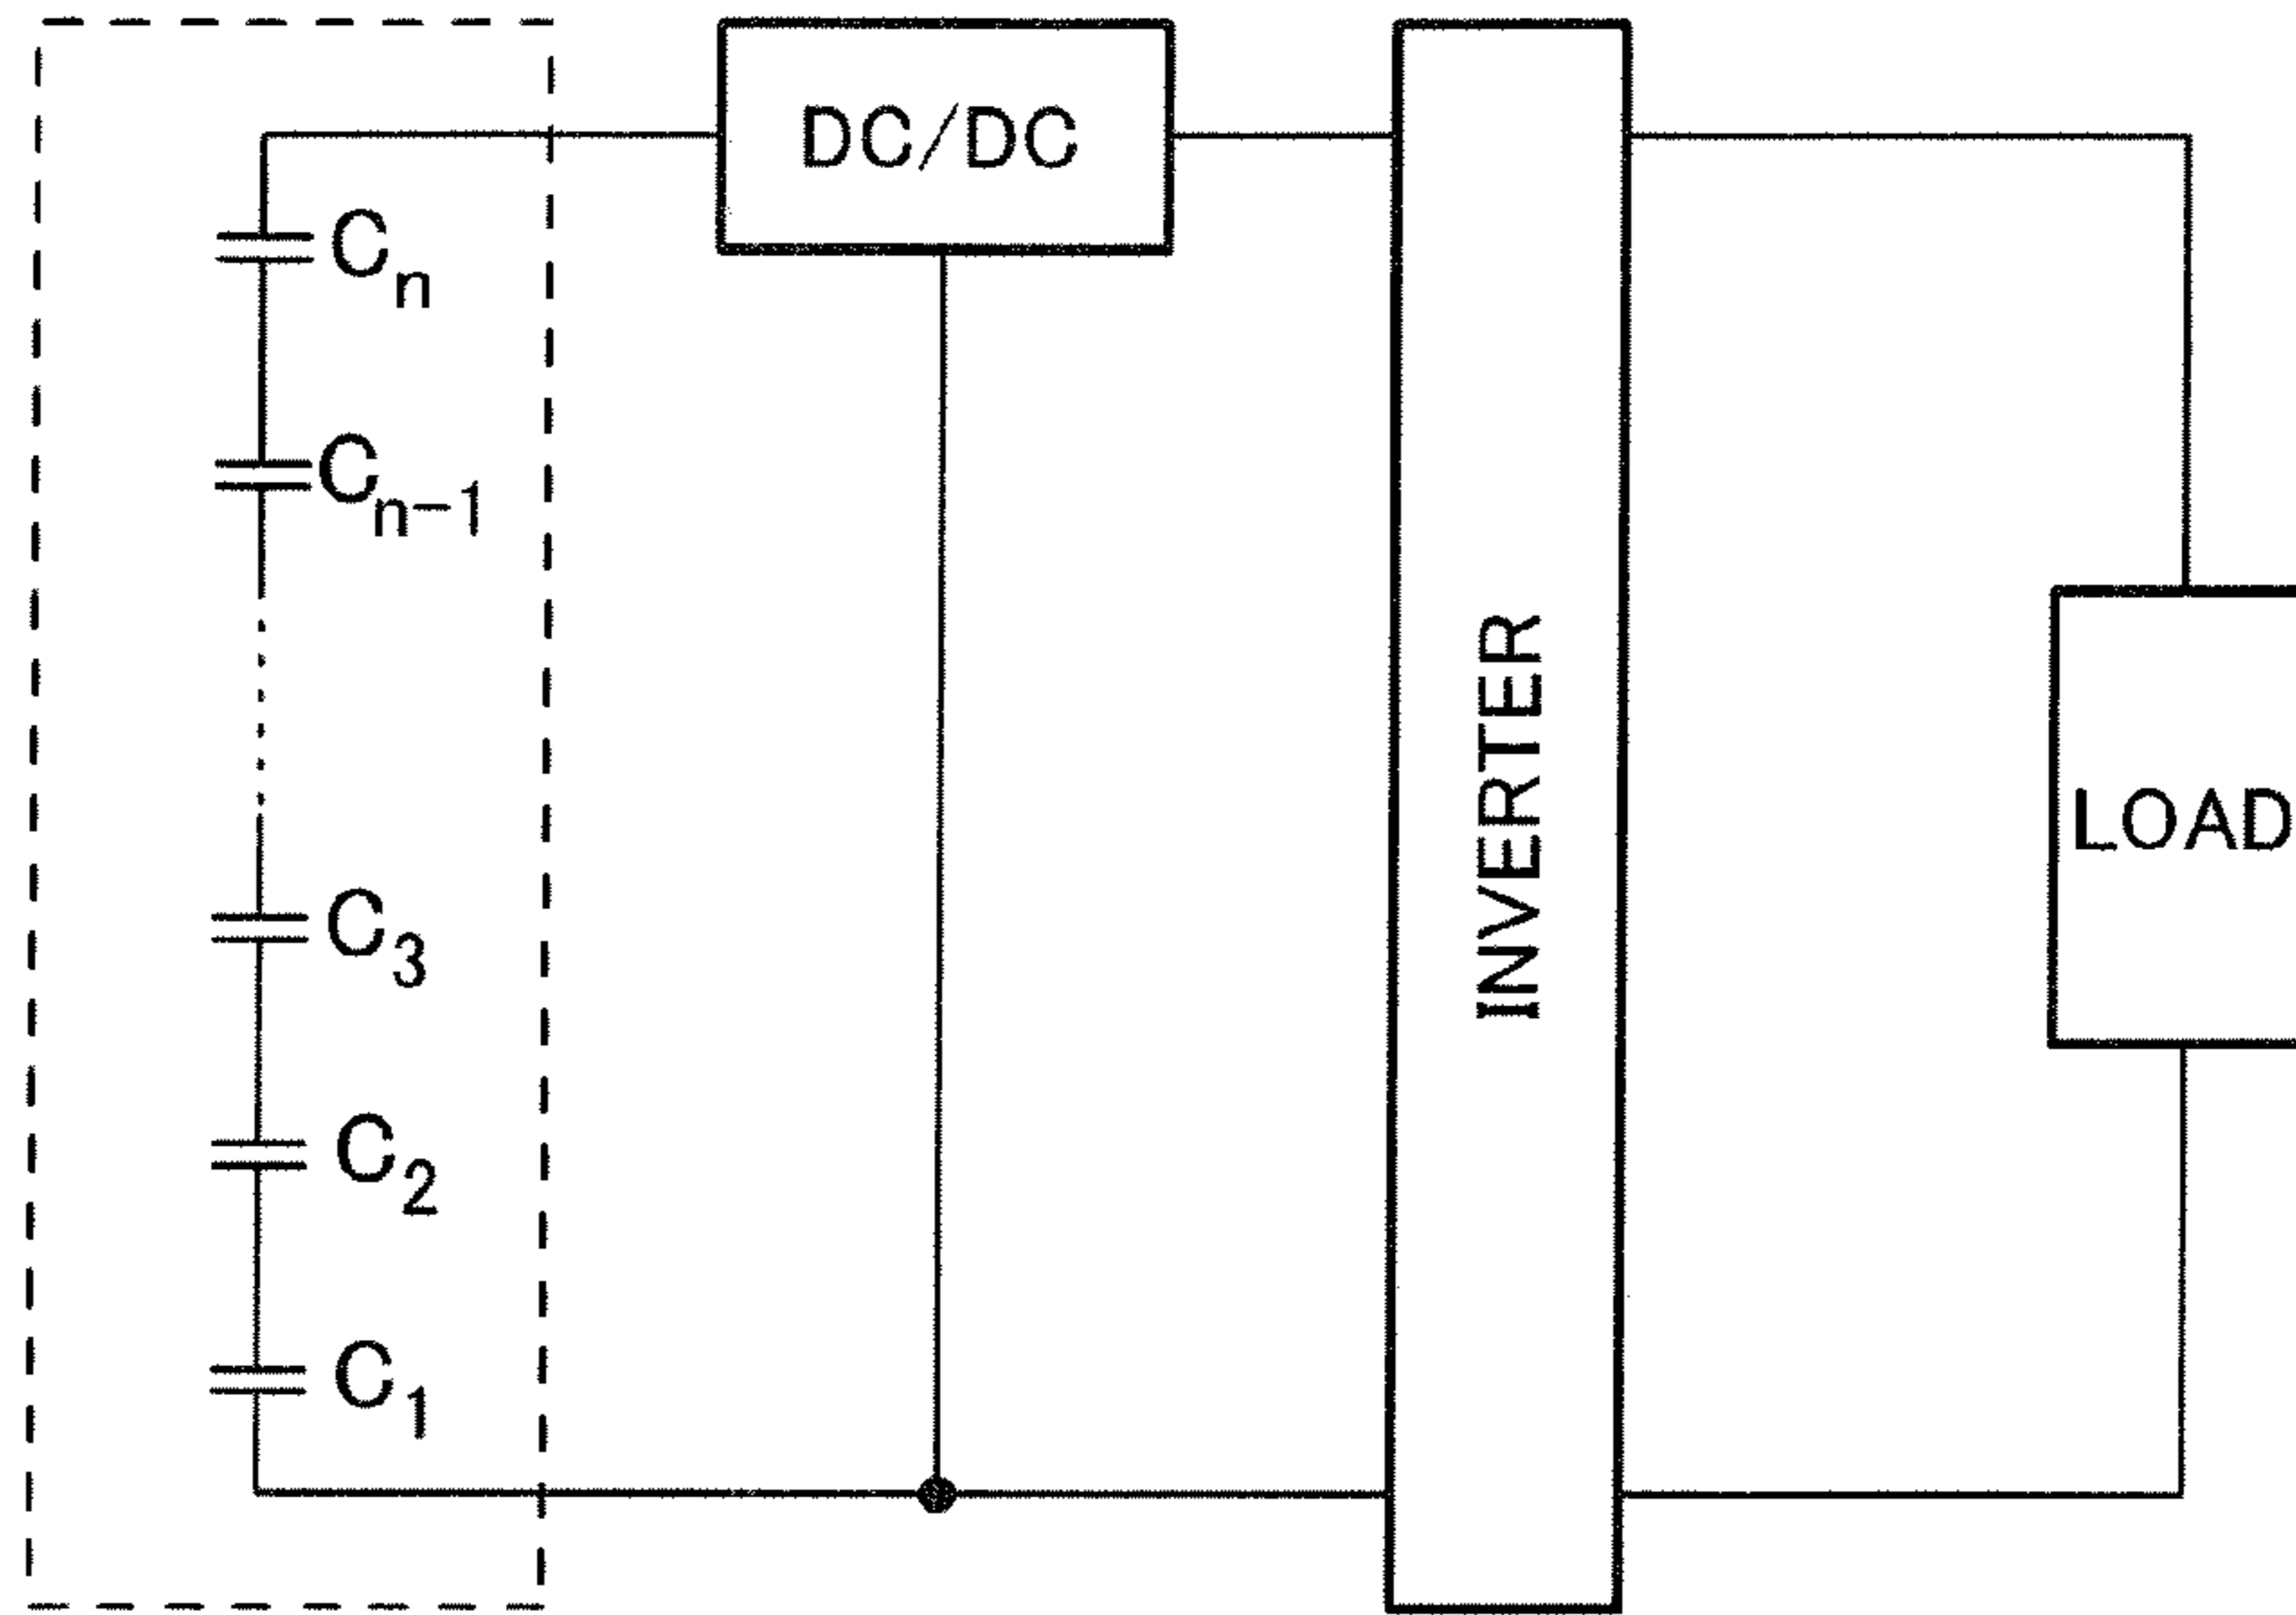 DC/DC
Cn
Cn-1
INVERTER
LOAD
C3
C2
C1